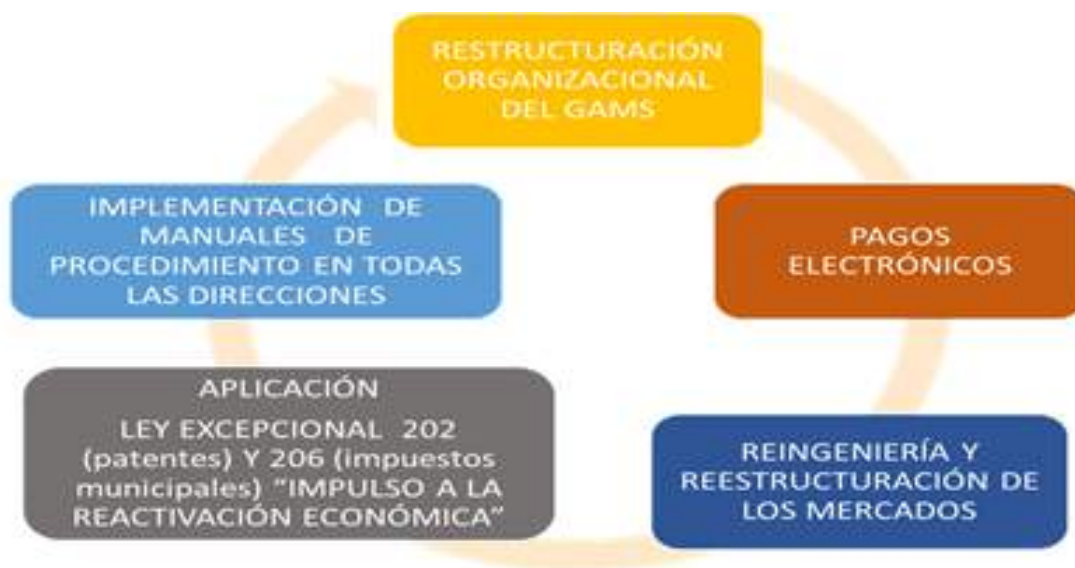 RESTRUCTURACIÓN
ORGANIZACIONAL
DEL GAMS
PAGOS
ELECTRÓNICOS
REINGENIERÍA Y
REESTRUCTURACIÓN DE
LOS MERCADOS
APLICACIÓN
LEY EXCEPCIONAL 202
(patentes) Y 206 (impuestos
municipales) "IMPULSO A LA
REACTIVACIÓN ECONÓMICA"
IMPLEMENTACIÓN DE
MANUALES DE
PROCEDIMIENTO EN TODAS
LAS DIRECCIONES